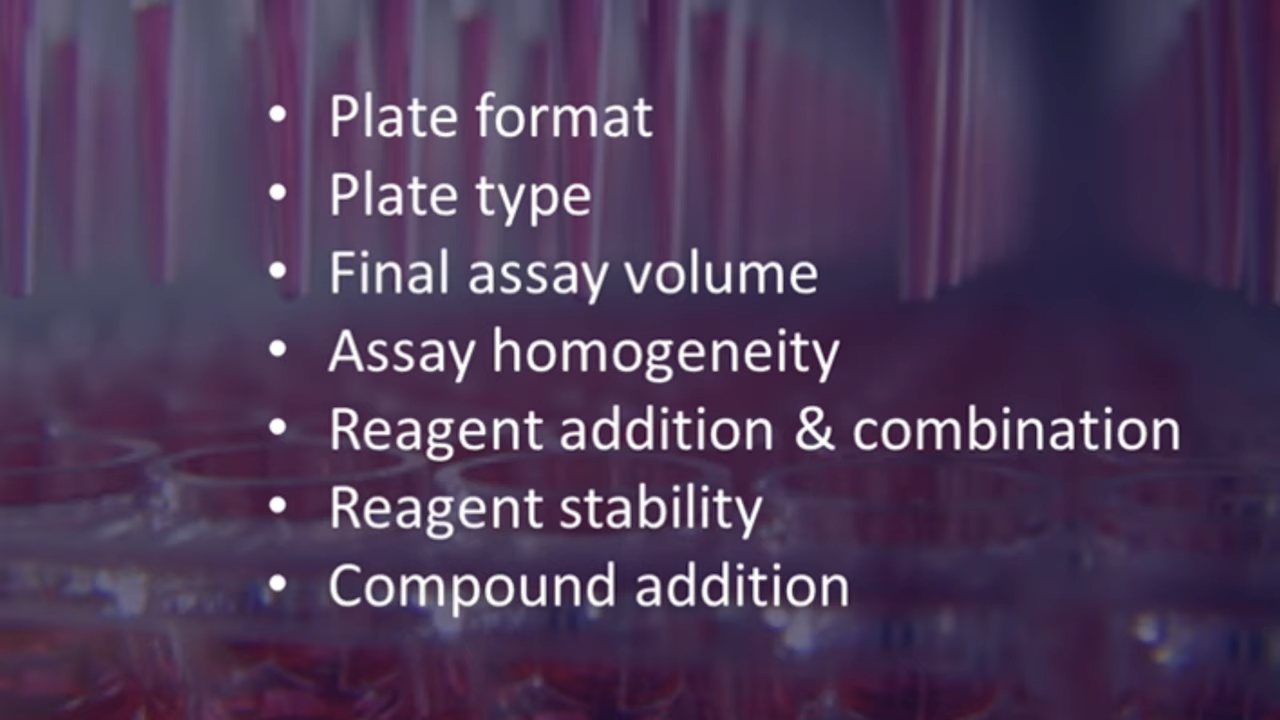 • Plate format
• Plate type
• Final assay volume
• Assay homogeneity
• Reagent addition & combination
• Reagent stability
• Compound addition